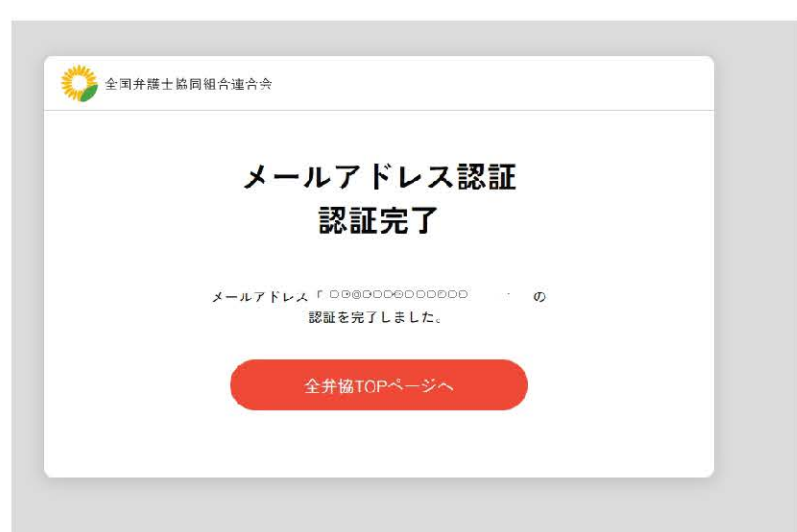 全国弁護士協同組合連合会
メールアドレス認証
認証完了
メールアドレス「 の
認証を完了しました。
全弁協TOPページへ